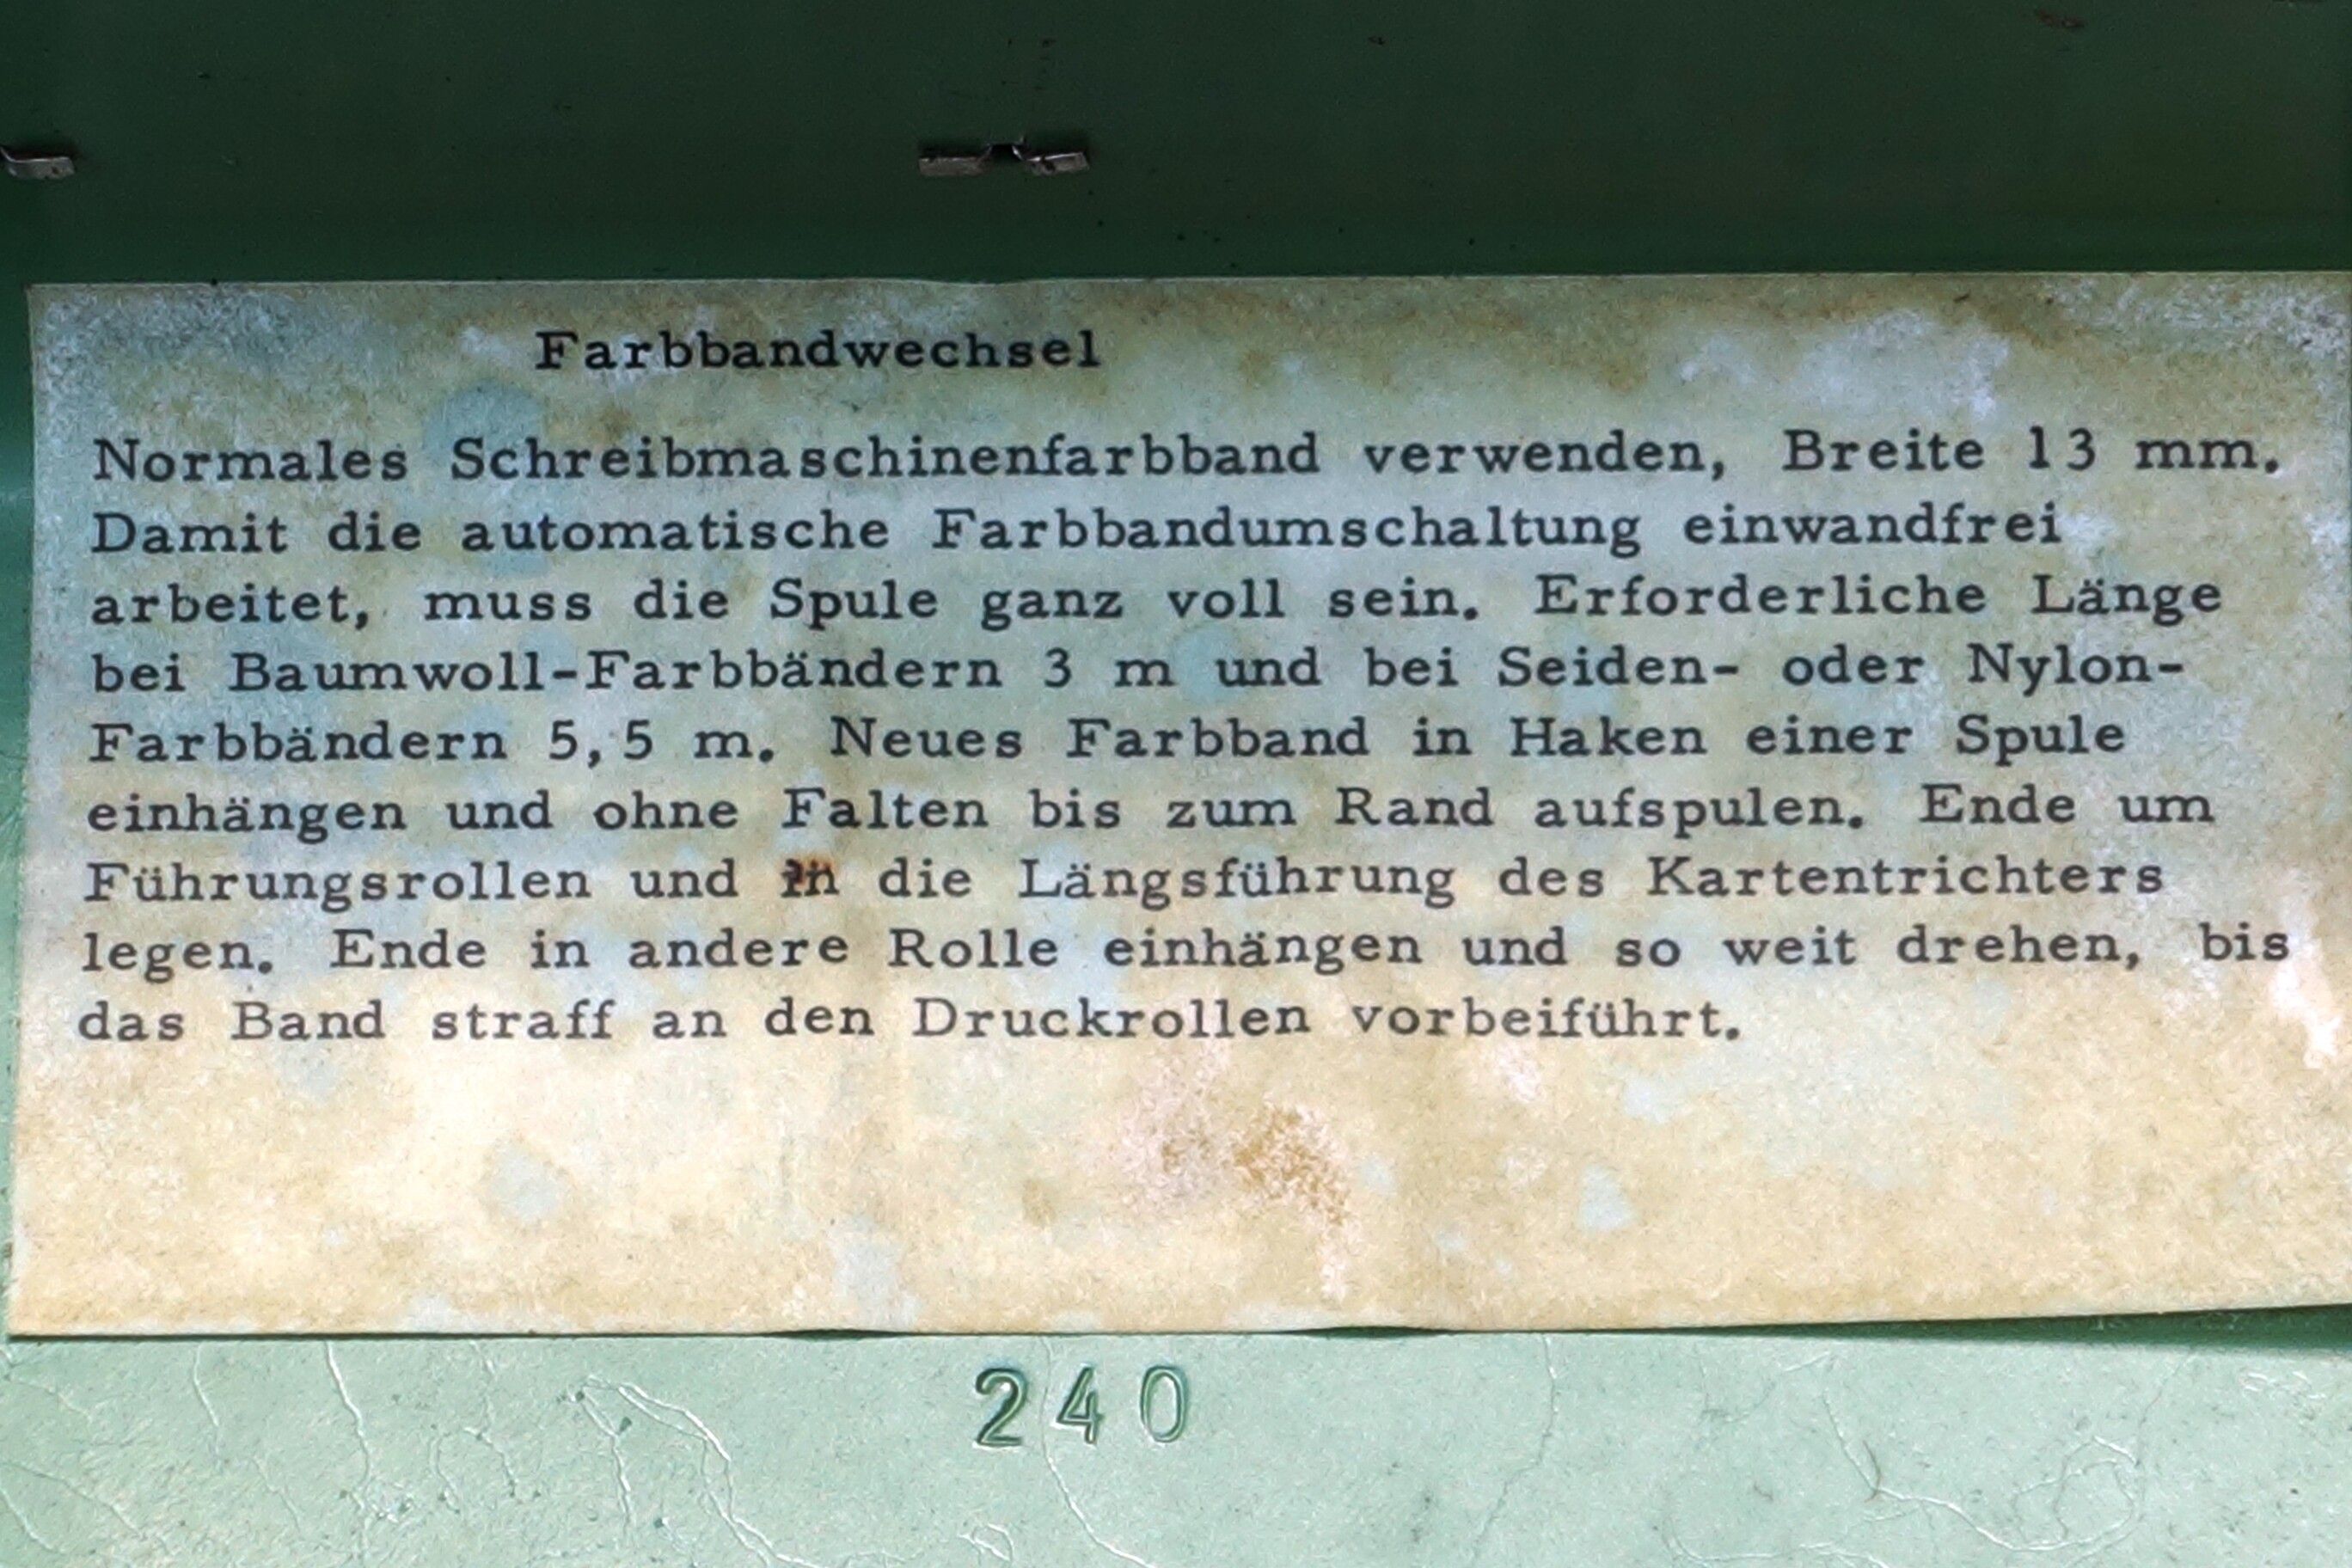 Farbbandwechsel
Normales Schreibmaschinenfarbband verwenden, Breite 13 mm.
Damit die automatische Farbbandumschaltung einwandfrei
arbeitet, muss die Spule ganz voll sein. Erforderliche Länge
bei Baumwoll-Farbbändern 3 m und bei Seiden- oder Nylon-
Farbbändern 5,5 m. Neues Farbband in Haken einer Spule
einhängen und ohne Falten bis zum Rand aufspulen. Ende um
Führungsrollen und in die Längsführung des Kartentrichters
legen. Ende in andere Rolle einhängen und so weit drehen, bis
das Band straff an den Druckrollen vorbeiführt.
240